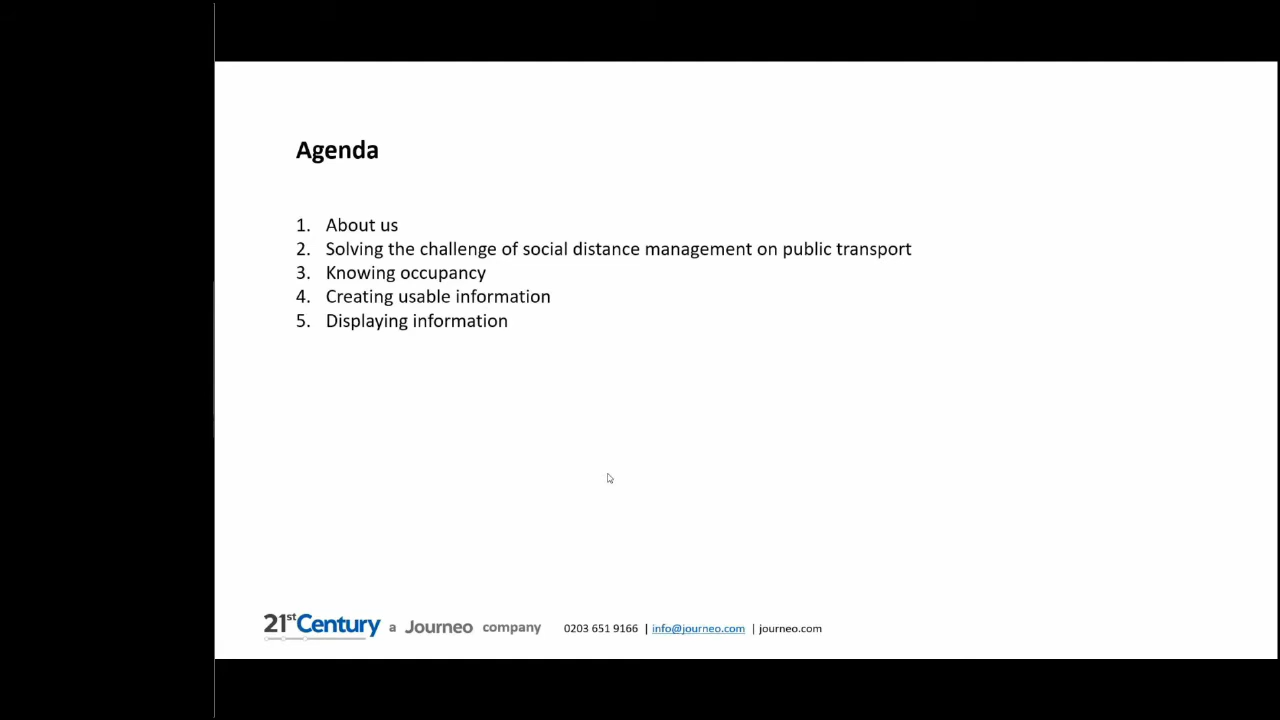 Agenda
1. About us
2. Solving the challenge of social distance management on public transport
3. Knowing occupancy
4. Creating usable information
5. Displaying information
21st Century a Journeo company 0203 651 9166 | info@journeo.com | journeo.com